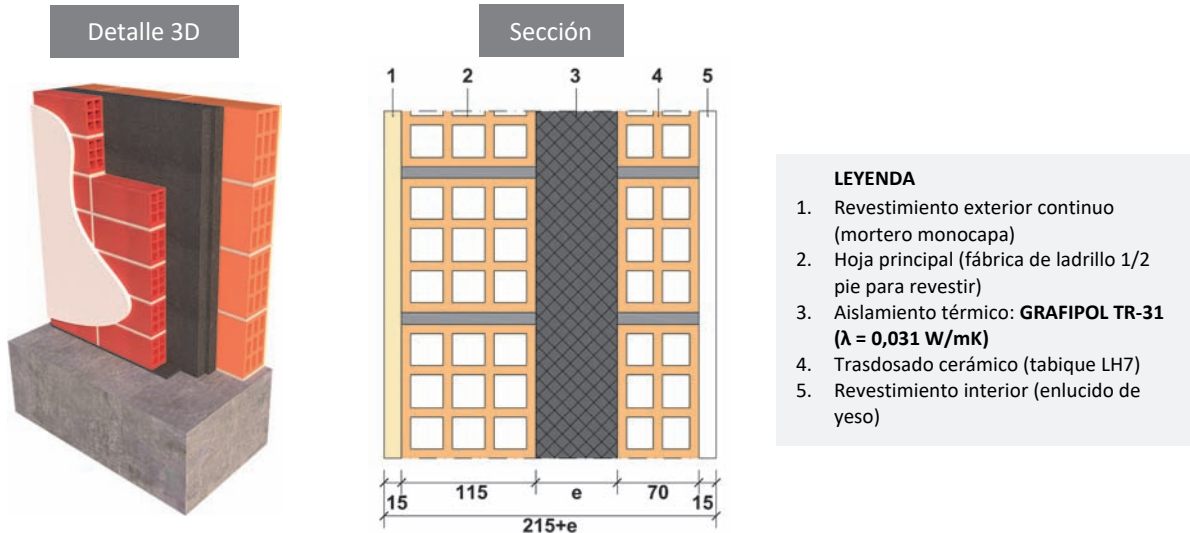 Detalle 3D
Sección
1 2 3 4 5
15 115 e 70 15
215+e
LEYENDA
1. Revestimiento exterior continuo
(mortero monocapa)
2. Hoja principal (fábrica de ladrillo 1/2
pie para revestir)
3. Aislamiento térmico: GRAFIPOL TR-31
(λ = 0,031 W/mK)
4. Trasdosado cerámico (tabique LH7)
5. Revestimiento interior (enlucido de
yeso)